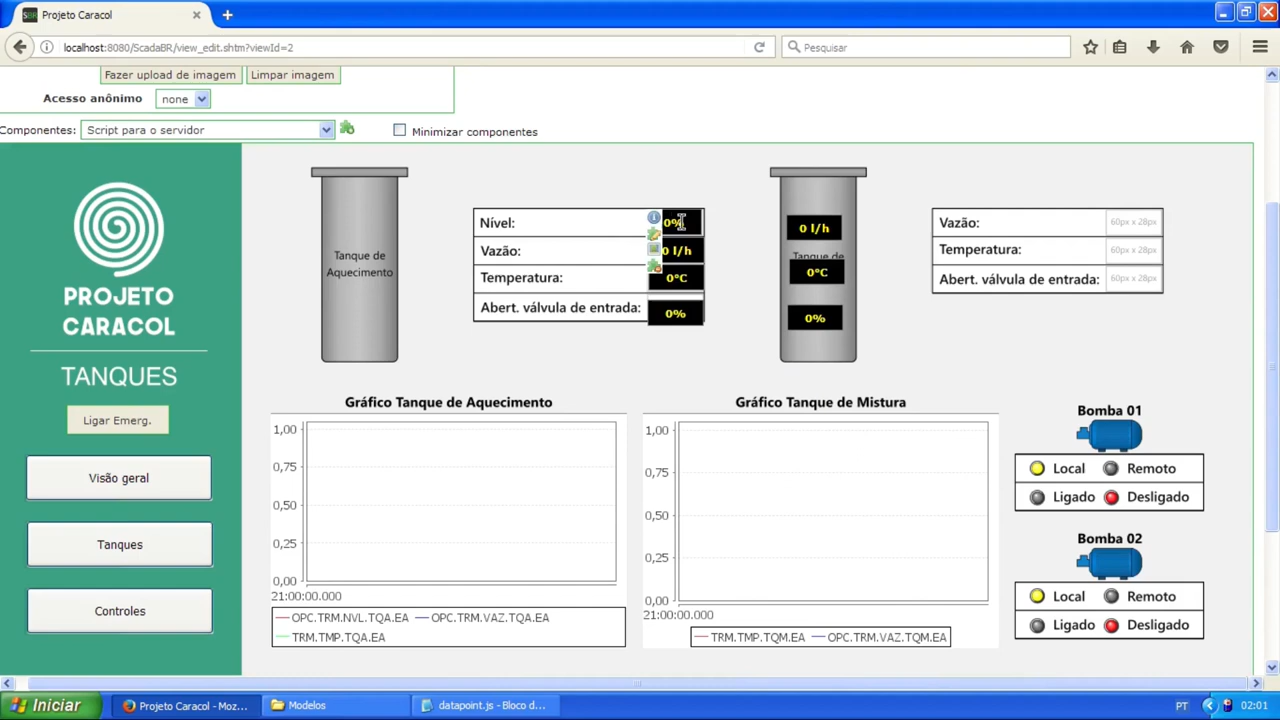 SBR Projeto Caracol
localhost:8080/ScadaBR/view_edit.shtm?viewId=2
Pesquisar
Fazer upload de imagem
Limpar imagem
Acesso anônimo
none
Componentes:
Script para o servidor
Minimizar componentes
PROJETO
CARACOL
TANQUES
Ligar Emerg.
Visão geral
Tanques
Controles
Tanque de
Aquecimento
Nível:
0%
Vazão:
0 l/h
Temperatura:
0°C
Abert. válvula de entrada:
0%
0 l/h
Tanque de
0°C
0%
Vazão:
60px x 28px
Temperatura:
60px x 28px
Abert. válvula de entrada:
60px x 28px
Gráfico Tanque de Aquecimento
1,00
0,75
0,50
0,25
0,00
21:00:00.000
OPC.TRM.NVL.TQA.EA
OPC.TRM.VAZ.TQA.EA
TRM.TMP.TQA.EA
Gráfico Tanque de Mistura
1,00
0,75
0,50
0,25
0,00
21:00:00.000
TRM.TMP.TQM.EA
OPC.TRM.VAZ.TQM.EA
Bomba 01
Local
Remoto
Ligado
Desligado
Bomba 02
Local
Remoto
Ligado
Desligado
Iniciar
Projeto Caracol - Moz...
Modelos
datapoint.js - Bloco d...
PT
02:01